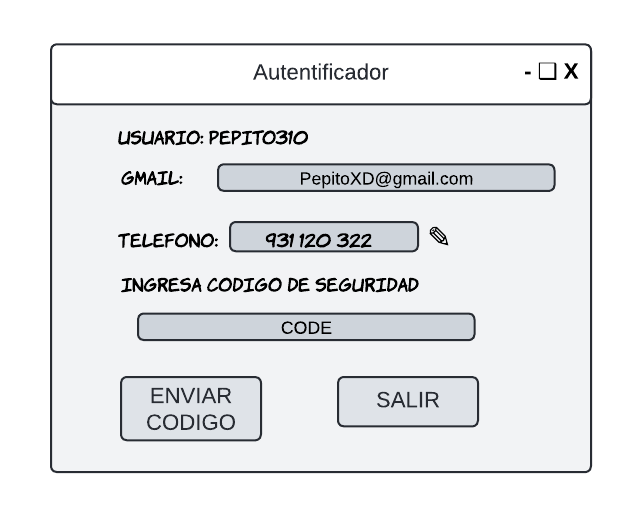 Autentificador - ❑ X
USUARIO: PEPITO310
GMAIL: PepitoXD@gmail.com
TELEFONO: 931 120 322 ✎
INGRESA CODIGO DE SEGURIDAD
CODE
ENVIAR
CODIGO
SALIR